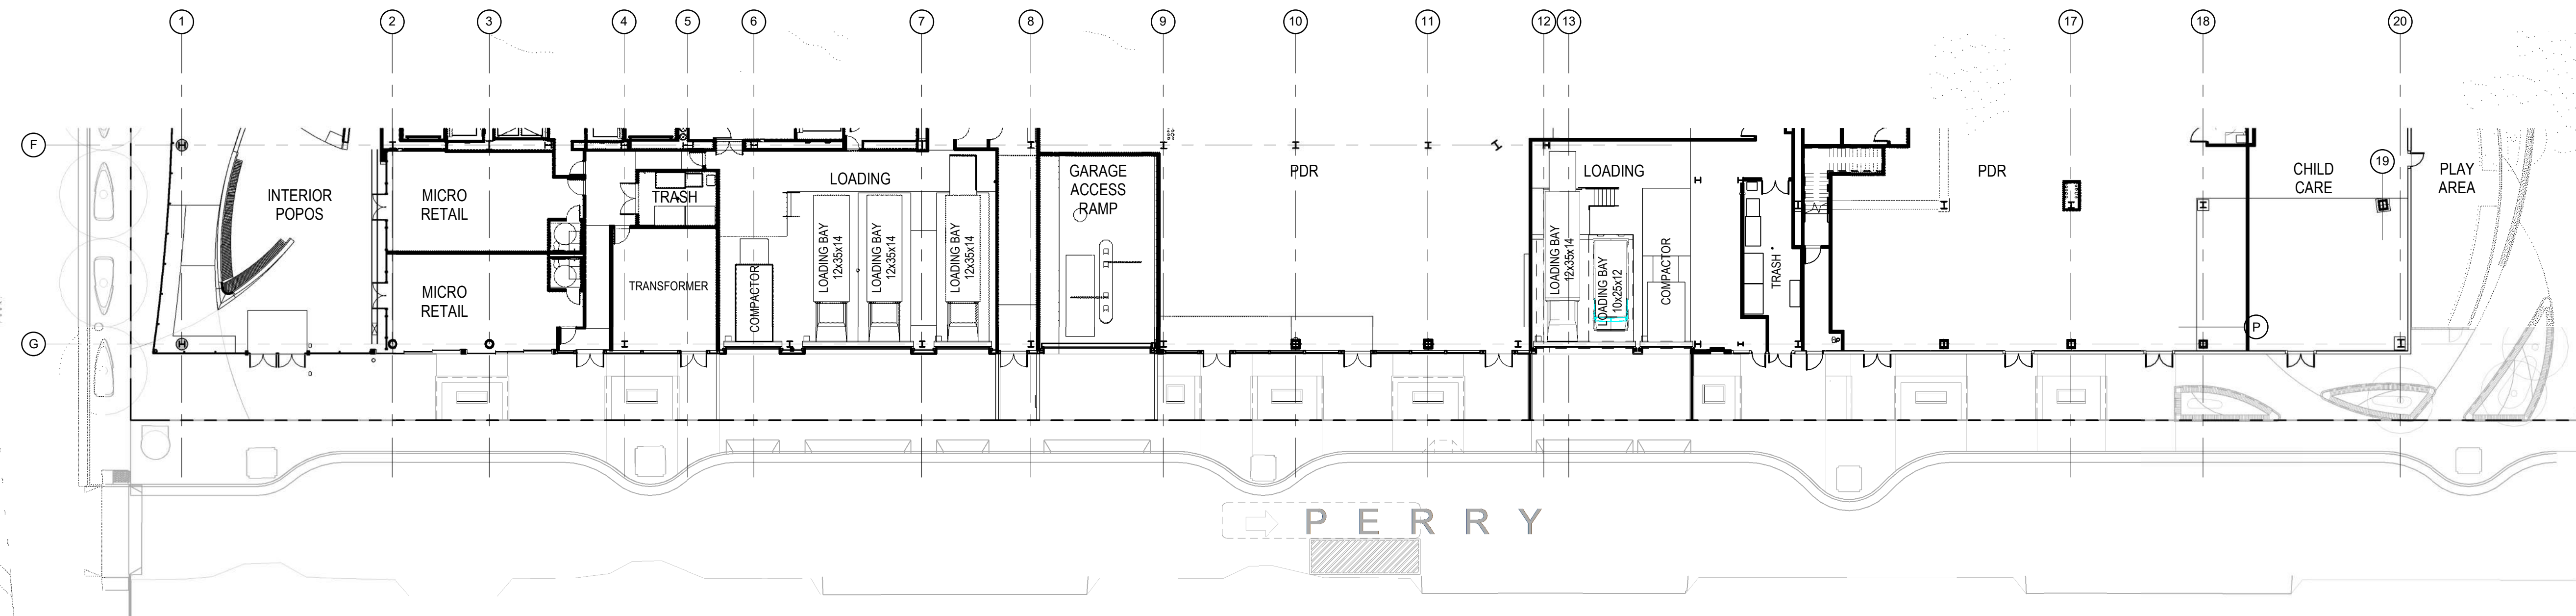 1
2
3
4
5
6
7
8
9
10
11
12
13
17
18
20
F
G
INTERIOR
POPOS
MICRO
RETAIL
MICRO
RETAIL
TRASH
TRANSFORMER
COMPACTOR
LOADING
LOADING BAY
12x35x14
LOADING BAY
12x35x14
LOADING BAY
12x35x14
GARAGE
ACCESS
RAMP
PDR
LOADING
LOADING BAY
12x35x14
LOADING BAY
10x25x12
COMPACTOR
TRASH
PDR
CHILD
CARE
19
P
PLAY
AREA
PERRY